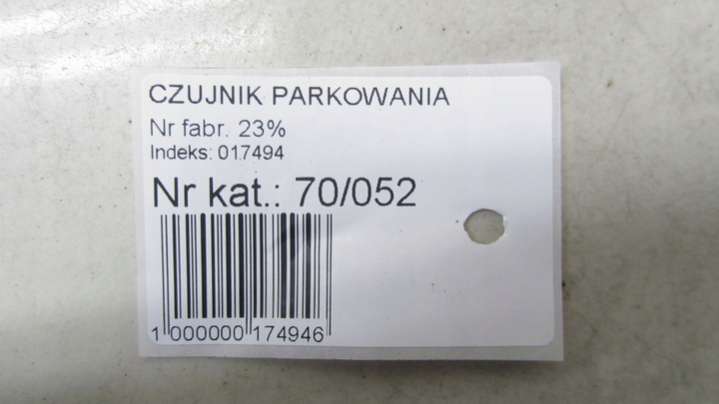 CZUJNIK PARKOWANIA
Nr fabr. 23%
Indeks: 017494
Nr kat.: 70/052
1 000000 174946